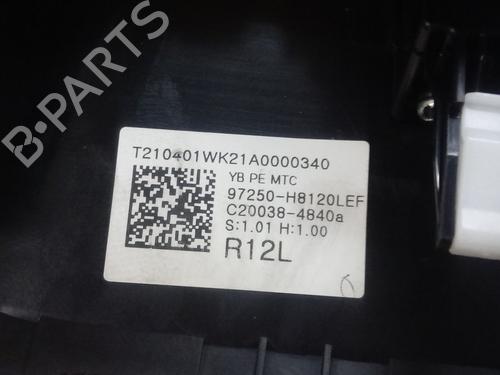 T210401WK21A0000340
YB PE MTC
97250-H8120LEF
C20038-4840a
S:1.01 H:1.00
R12L
B-PARTS